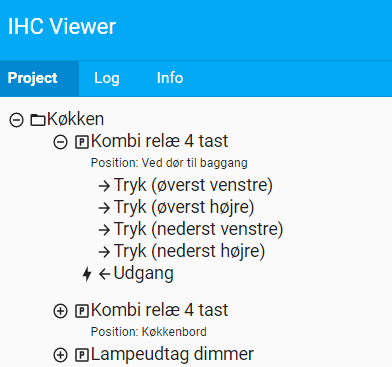 IHC Viewer
Project Log Info
Køkken
P Kombi relæ 4 tast
Position: Ved dør til baggang
Tryk (øverst venstre)
Tryk (øverst højre)
Tryk (nederst venstre)
Tryk (nederst højre)
Udgang
P Kombi relæ 4 tast
Position: Køkkenbord
P Lampeudtag dimmer